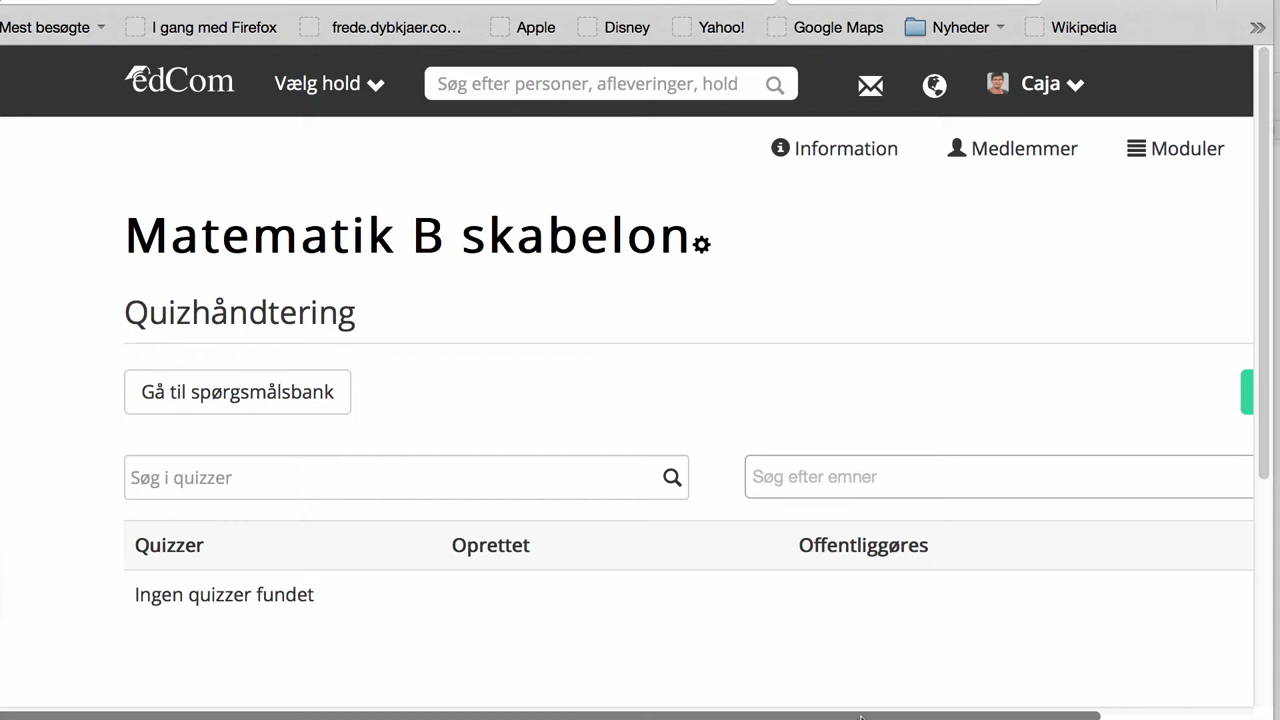 Mest besøgte I gang med Firefox frede.dybkjaer.co… Apple Disney Yahoo! Google Maps Nyheder Wikipedia
edCom Vælg hold Søg efter personer, afleveringer, hold Caja
Information Medlemmer Moduler
Matematik B skabelon
Quizhåndtering
Gå til spørgsmålsbank
Søg i quizzer Søg efter emner
Quizzer Oprettet Offentliggøres
Ingen quizzer fundet